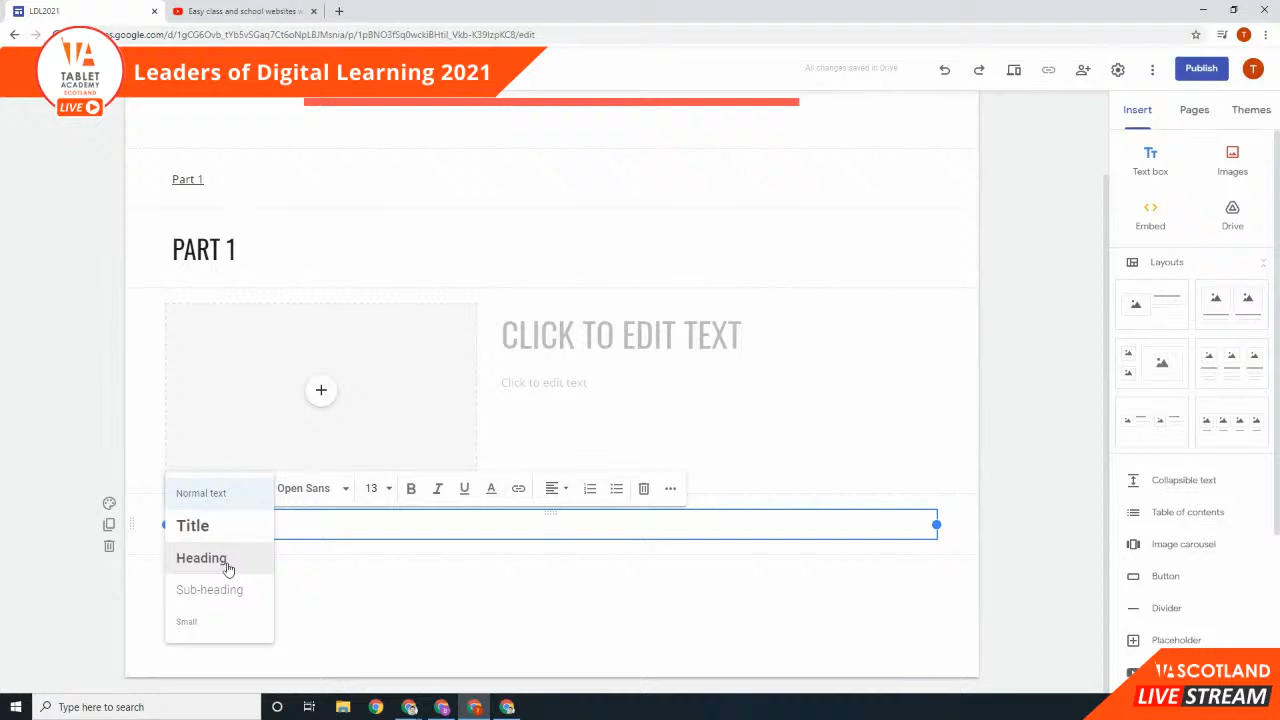 LDL2021
Easy class and school websites w
s.google.com/d/1gCG6Ovb_tYb5vSGaq7Ct6oNpLBJMsnia/p/1pBNO3fSq0wckiBHtil_Vkb-K39IzpKC8/edit
TABLET
ACADEMY
SCOTLAND
LIVE
Leaders of Digital Learning 2021
All changes saved in Drive
Publish
T
Insert
Pages
Themes
Text box
Images
Embed
Drive
Layouts
Part 1
PART 1
CLICK TO EDIT TEXT
Click to edit text
Open Sans
13
B
I
U
A
Normal text
Title
Heading
Sub-heading
Small
Collapsible text
Table of contents
Image carousel
Button
Divider
Placeholder
TA SCOTLAND
LIVE STREAM
Type here to search